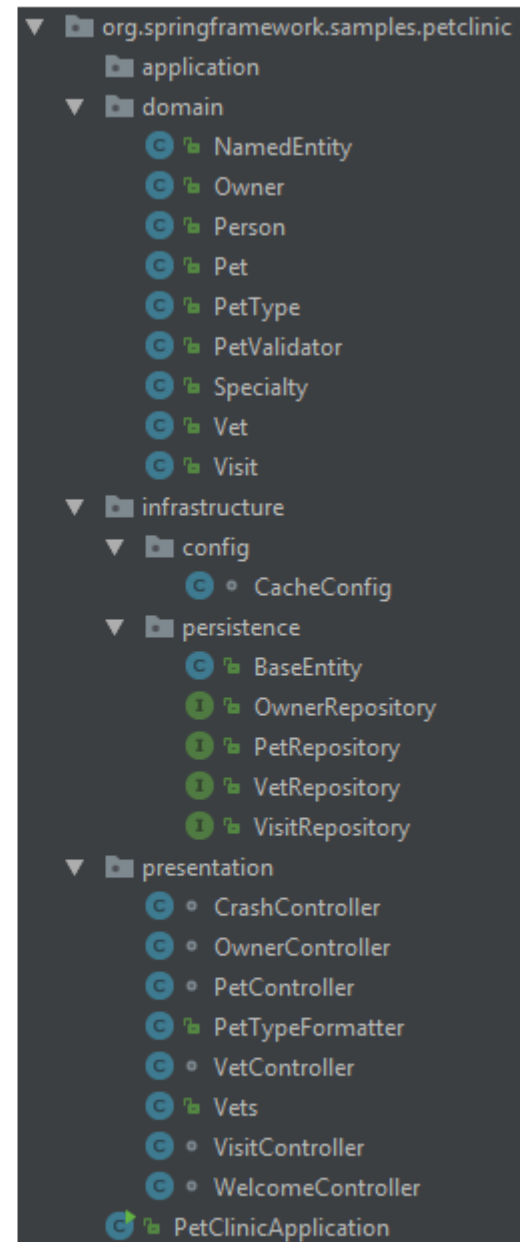 org.springframework.samples.petclinic
application
domain
NamedEntity
Owner
Person
Pet
PetType
PetValidator
Specialty
Vet
Visit
infrastructure
config
CacheConfig
persistence
BaseEntity
OwnerRepository
PetRepository
VetRepository
VisitRepository
presentation
CrashController
OwnerController
PetController
PetTypeFormatter
VetController
Vets
VisitController
WelcomeController
PetClinicApplication